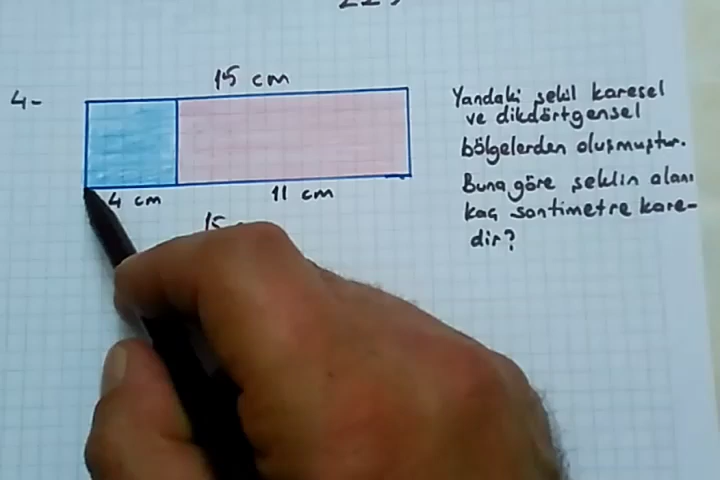 15 cm
4-
4 cm
11 cm
15
Yandaki şekil karesel
ve dikdörtgensel
bölgelerden oluşmuştur.
Buna göre şeklin alanı
kaç santimetre kare-
dir?